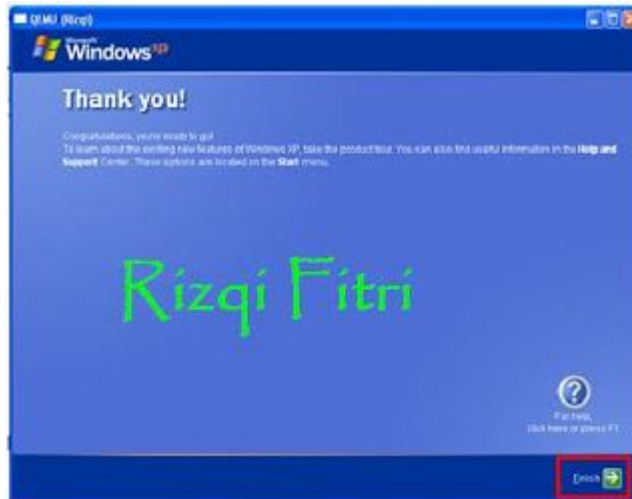 QEMU (Rizqi)
Microsoft
Windows xp
Thank you!
Congratulations, you're ready to go!
To learn about the exciting new features of Windows XP, take the product tour. You can also find useful information in the Help and
Support Center. These options are located on the Start menu.
Rizqi Fitri
?
For help,
click here or press F1
Finish